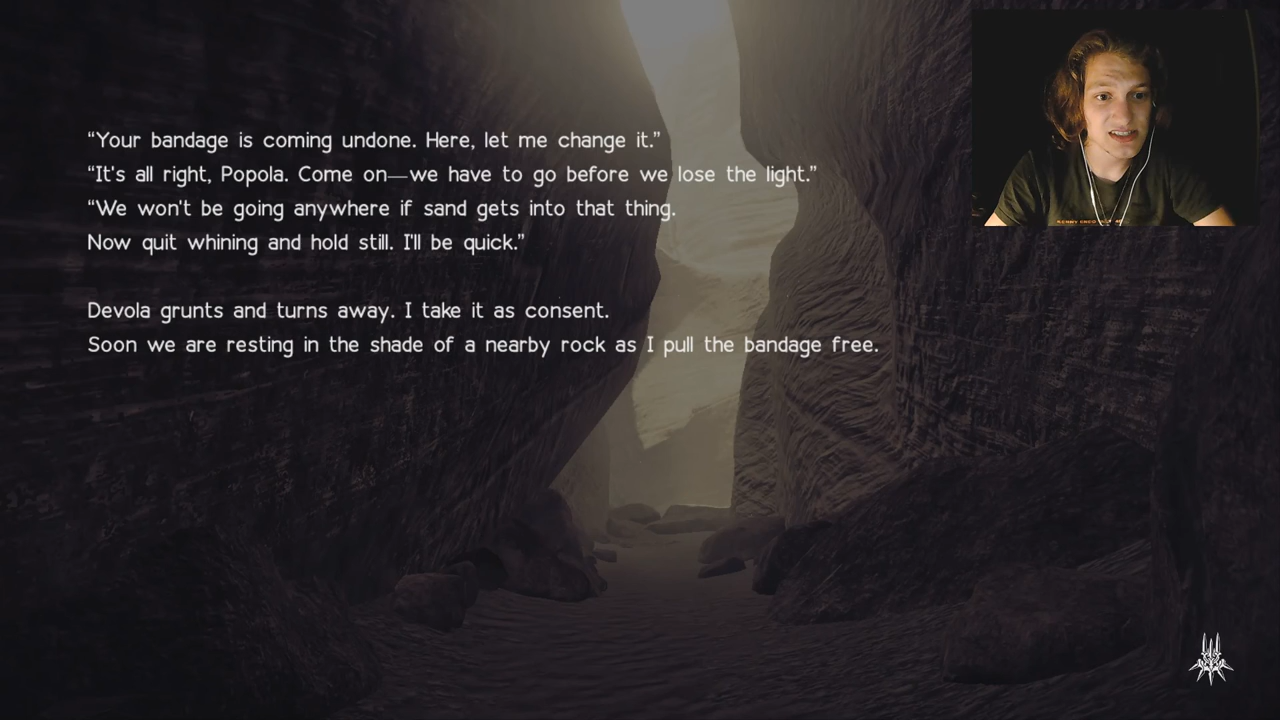 “Your bandage is coming undone. Here, let me change it.”
“It's all right, Popola. Come on—we have to go before we lose the light.”
“We won't be going anywhere if sand gets into that thing.
Now quit whining and hold still. I'll be quick.”
Devola grunts and turns away. I take it as consent.
Soon we are resting in the shade of a nearby rock as I pull the bandage free.